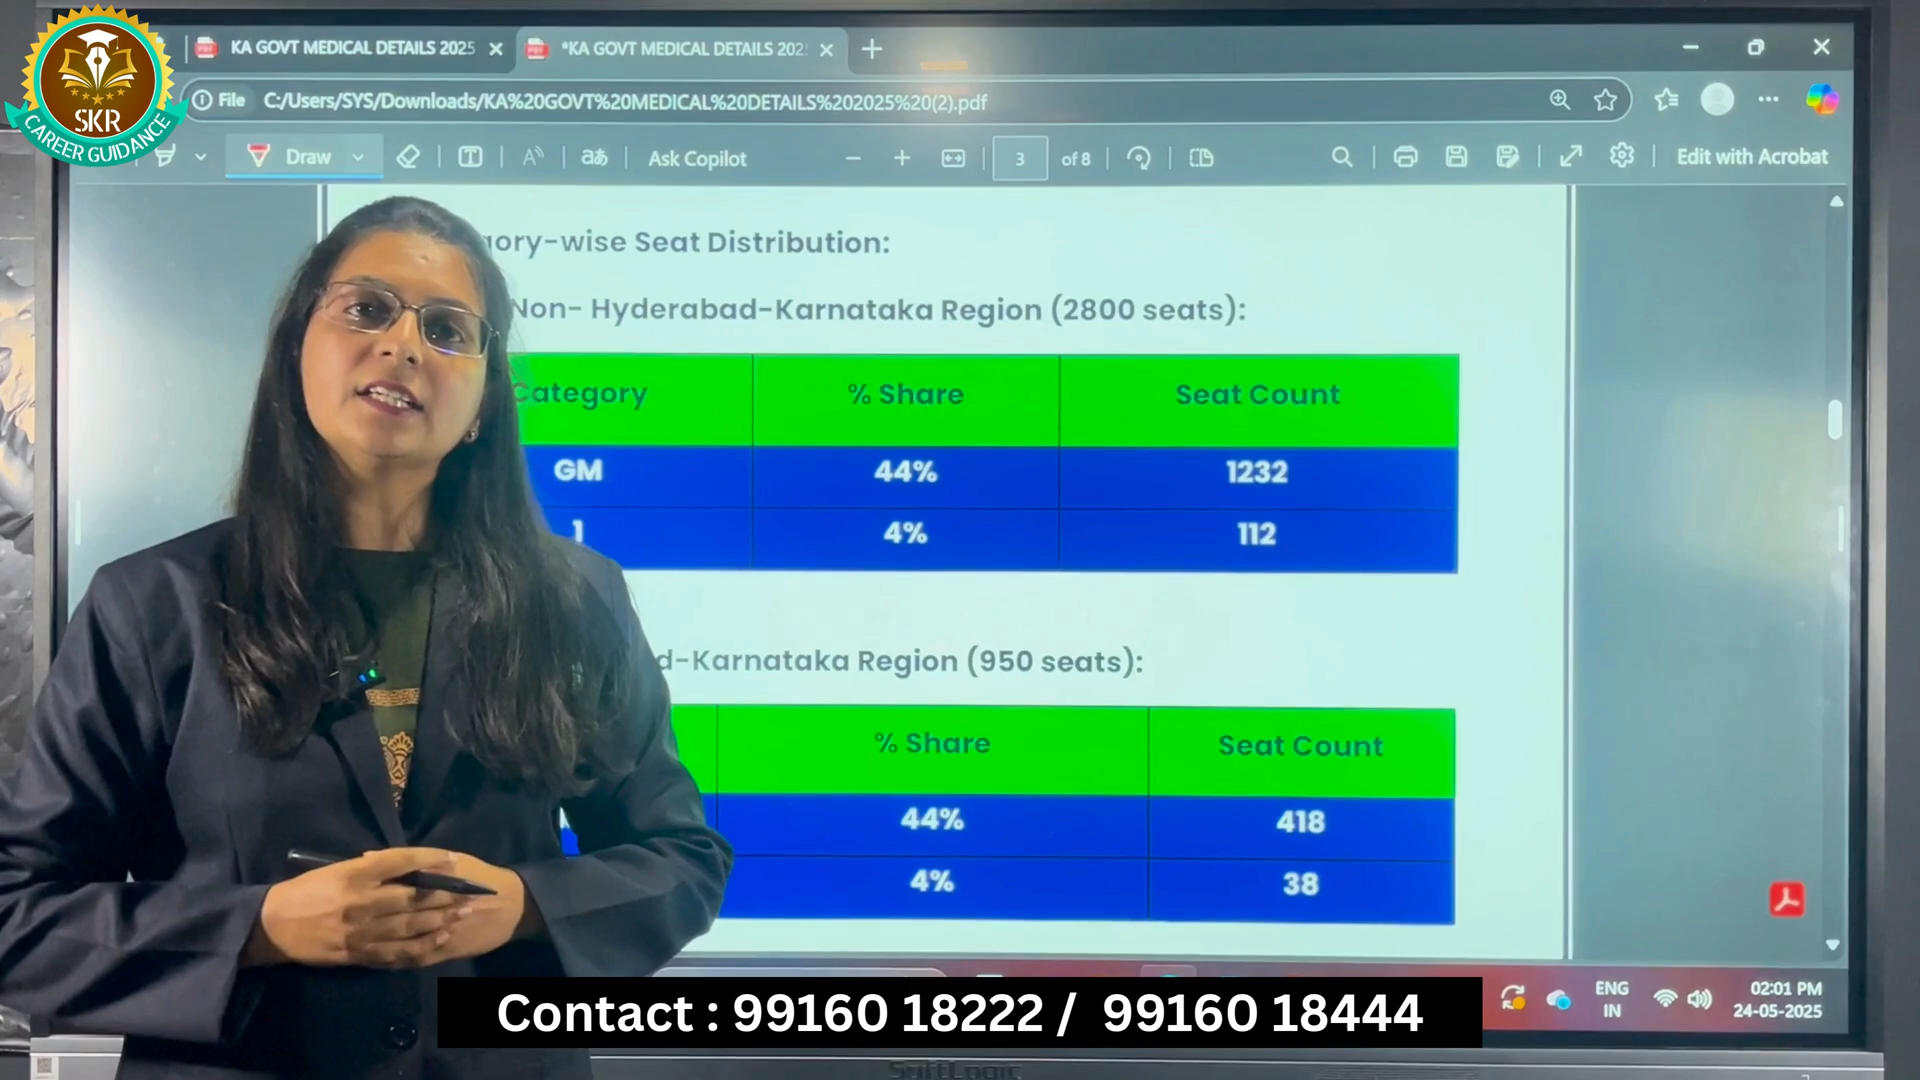 KA GOVT MEDICAL DETAILS 2025
*KA GOVT MEDICAL DETAILS 202
SKR
CAREER GUIDANCE
File C:/Users/SYS/Downloads/KA%20GOVT%20MEDICAL%20DETAILS%202025%20(2).pdf
Draw
Ask Copilot
3 of 8
Edit with Acrobat
ory-wise Seat Distribution:
Non- Hyderabad-Karnataka Region (2800 seats):
Category % Share Seat Count
GM 44% 1232
1 4% 112
d-Karnataka Region (950 seats):
% Share Seat Count
44% 418
4% 38
ENG 02:01 PM
IN 24-05-2025
Contact : 99160 18222 / 99160 18444